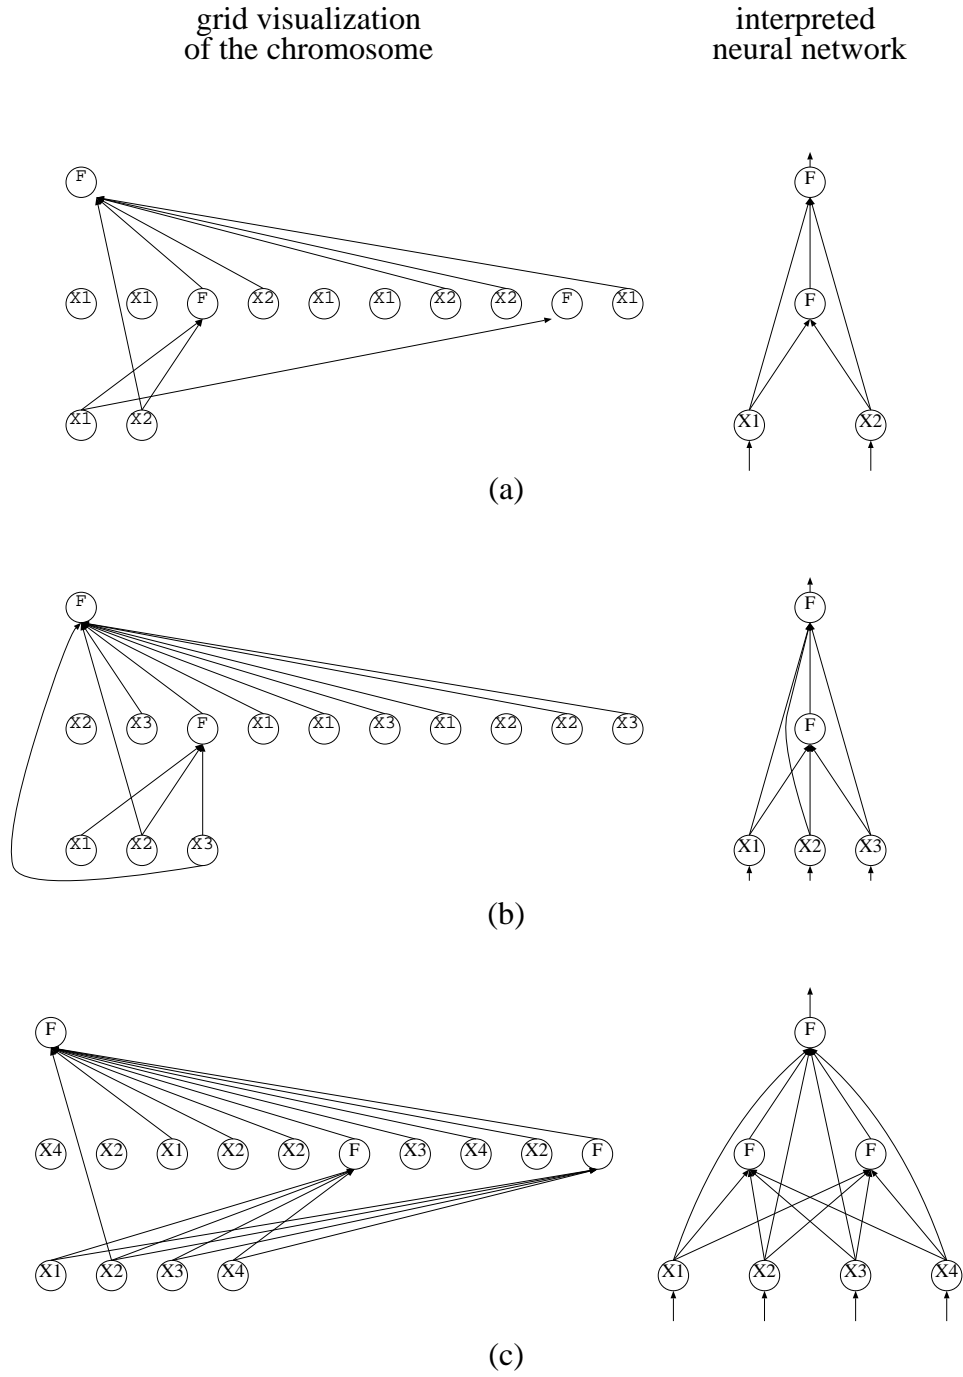 grid visualization
of the chromosome
interpreted
neural network
F
F
X1 X1 F X2 X1 X1 X2 X2 F X1
F
X1 X2
X1 X2
(a)
F
F
X2 X3 F X1 X1 X3 X1 X2 X2 X3
F
X1 X2 X3
X1 X2 X3
(b)
F
F
X4 X2 X1 X2 X2 F X3 X4 X2 F
F F
X1 X2 X3 X4
X1 X2 X3 X4
(c)